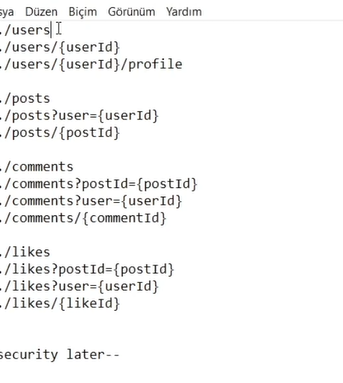 sya Düzen Biçim Görünüm Yardım
./users
./users/{userId}
./users/{userId}/profile
./posts
./posts?user={userId}
./posts/{postId}
./comments
./comments?postId={postId}
./comments?user={userId}
./comments/{commentId}
./likes
./likes?postId={postId}
./likes?user={userId}
./likes/{likeId}
security later--